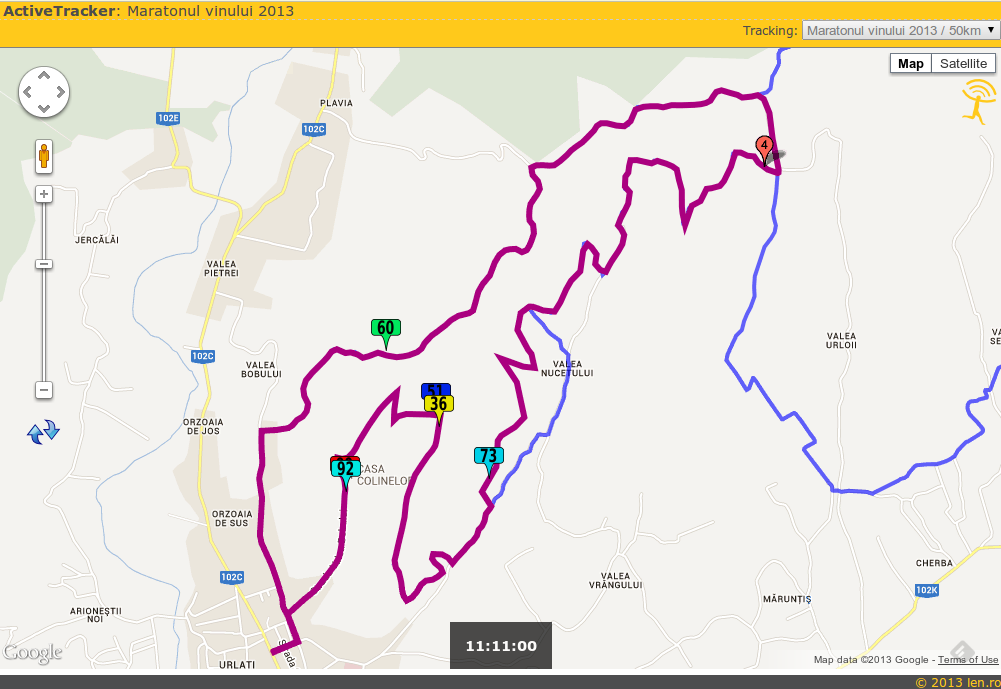 ActiveTracker: Maratonul vinului 2013
Tracking: Maratonul vinului 2013 / 50km
Map Satellite
PLAVIA
102E
102C
4
JERCĂLĂI
VALEA
PIETREI
60
VALEA
URLOII
102C
VALEA
BOBULUI
VALEA
NUCETULUI
51
36
ORZOAIA
DE JOS
73
92
CASA
COLINELOR
ORZOAIA
DE SUS
CHERBA
102C
VALEA
VRÂNGULUI
102K
MĂRUNȚIȘ
ARIONEȘTII
NOI
11:11:00
Strada
Google
URLATI
Map data ©2013 Google - Terms of Use
© 2013 len.ro